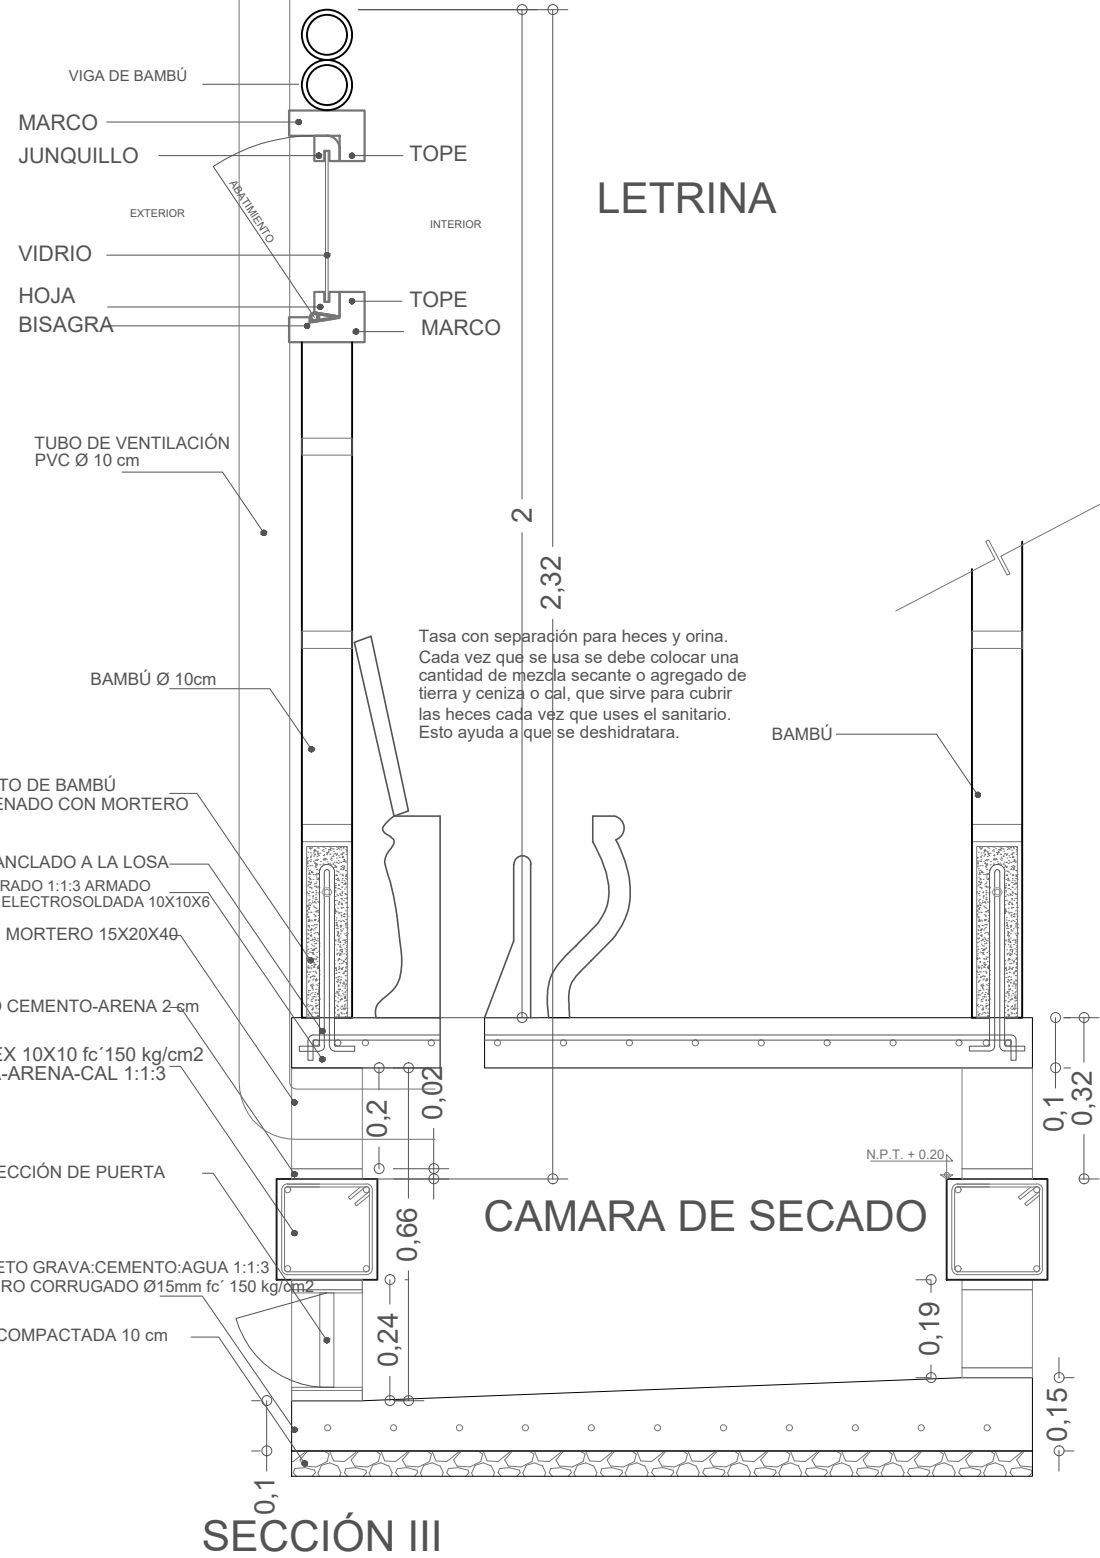 VIGA DE BAMBÚ
MARCO
JUNQUILLO
TOPE
LETRINA
ABATIMIENTO
EXTERIOR
INTERIOR
VIDRIO
HOJA
TOPE
BISAGRA
MARCO
TUBO DE VENTILACIÓN
PVC Ø 10 cm
2
2,32
Tasa con separación para heces y orina.
Cada vez que se usa se debe colocar una
cantidad de mezcla secante o agregado de
tierra y ceniza o cal, que sirve para cubrir
las heces cada vez que uses el sanitario.
Esto ayuda a que se deshidratara.
BAMBÚ Ø 10cm
BAMBÚ
TO DE BAMBÚ
ENADO CON MORTERO
ANCLADO A LA LOSA
RADO 1:1:3 ARMADO
ELECTROSOLDADA 10X10X6
MORTERO 15X20X40
CEMENTO-ARENA 2 cm
EX 10X10 fc´150 kg/cm2
-ARENA-CAL 1:1:3
0,2
0,02
0,1
0,32
N.P.T. + 0.20
ECCIÓN DE PUERTA
CAMARA DE SECADO
0,66
ETO GRAVA:CEMENTO:AGUA 1:1:3
RO CORRUGADO Ø15mm fc´ 150 kg/cm2
COMPACTADA 10 cm
0,24
0,19
0,15
0,1
SECCIÓN III